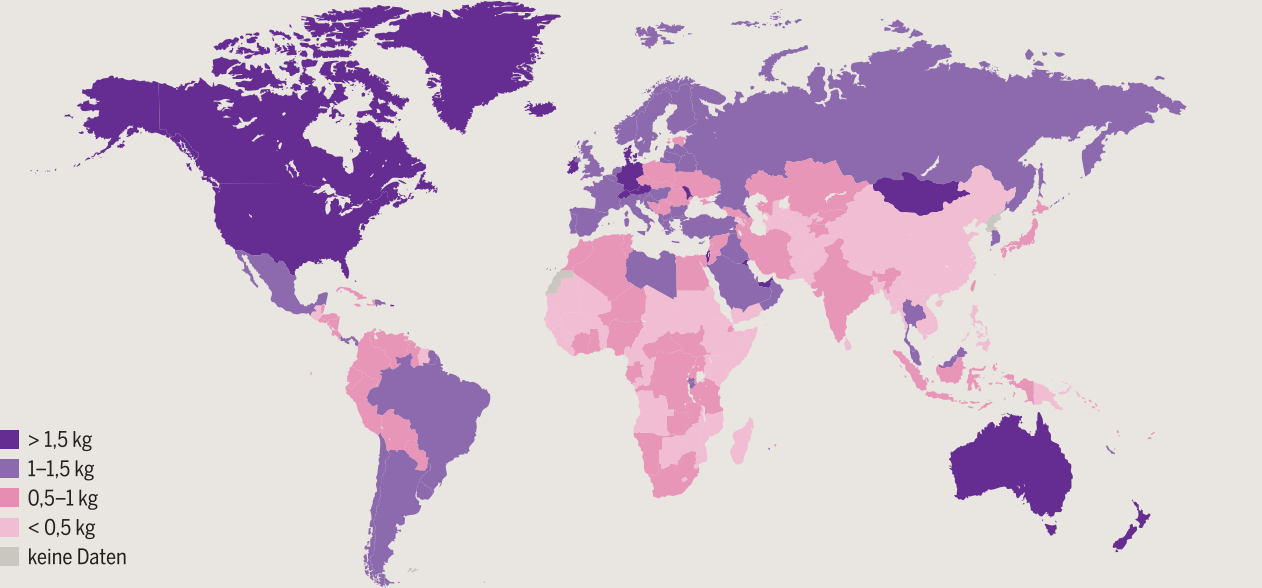 > 1,5 kg
1–1,5 kg
0,5–1 kg
< 0,5 kg
keine Daten